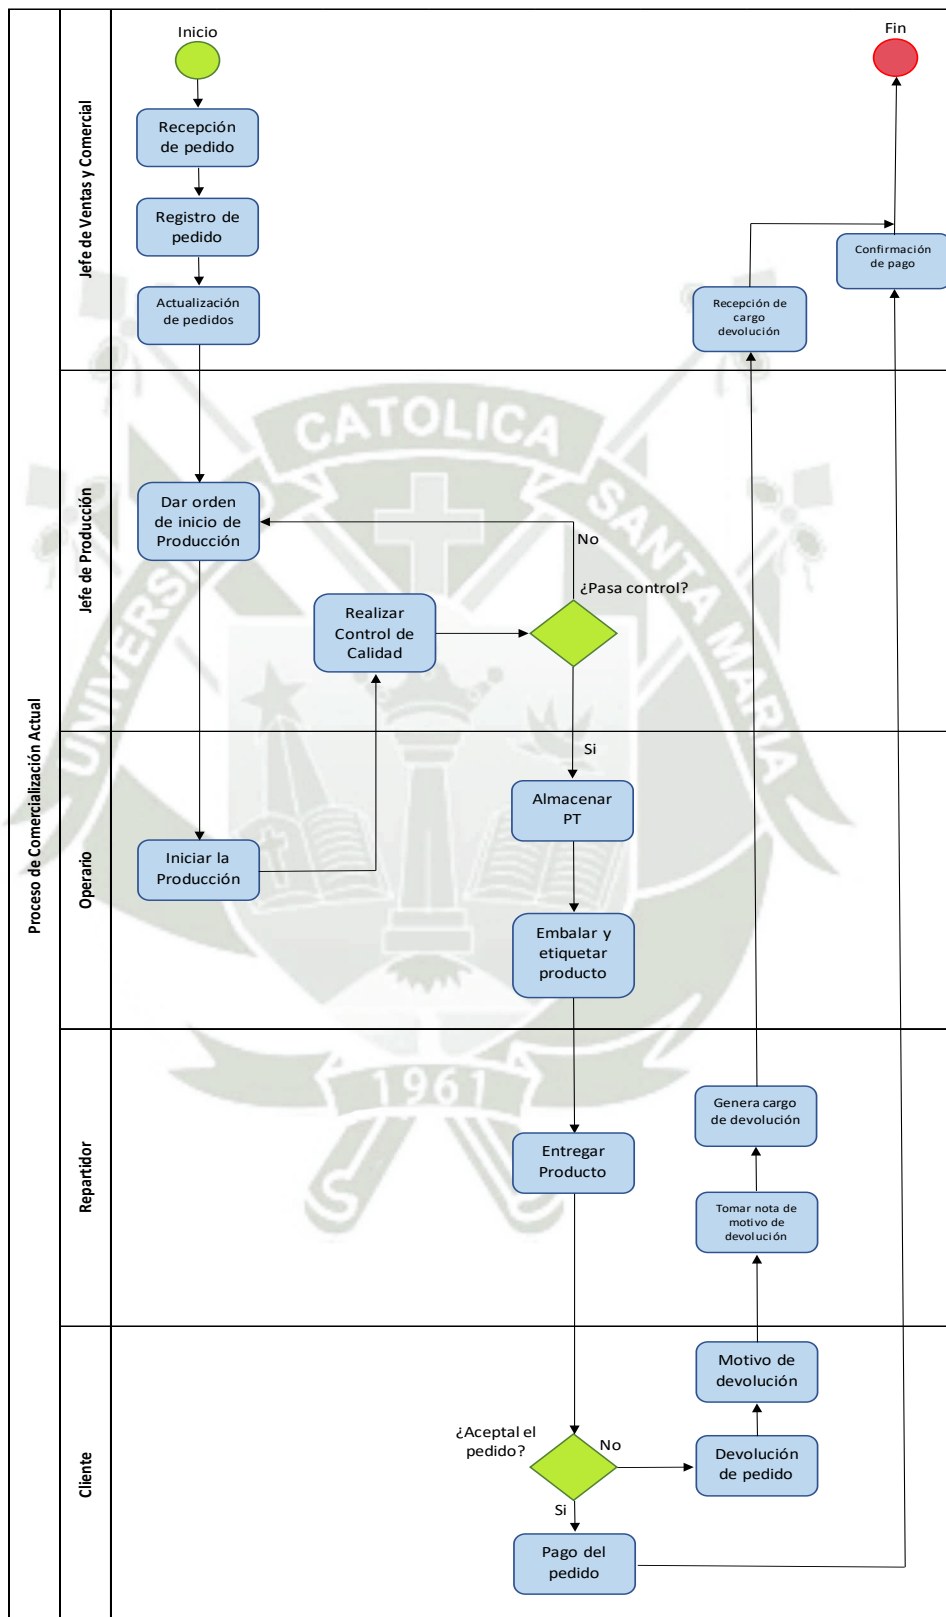 Proceso de Comercialización Actual
Jefe de Ventas y Comercial
Inicio
Fin
Recepción
de pedido
Registro de
pedido
Actualización
de pedidos
Recepción de
cargo
devolución
Confirmación
de pago
Jefe de Producción
Dar orden
de inicio de
Producción
Realizar
Control de
Calidad
¿Pasa control?
No
Si
Operario
Iniciar la
Producción
Almacenar
PT
Embalar y
etiquetar
producto
Repartidor
Entregar
Producto
Genera cargo
de devolución
Tomar nota de
motivo de
devolución
Cliente
¿Aceptal el
pedido?
No
Si
Motivo de
devolución
Devolución
de pedido
Pago del
pedido
UNIVERSI
CATOLICA
SANTA MARIA
1961